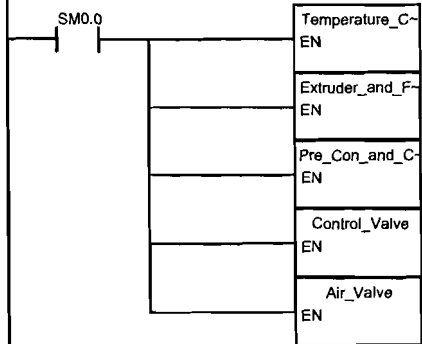 SM0.0
Temperature_C~
EN
Extruder_and_F~
EN
Pre_Con_and_C~
EN
Control_Valve
EN
Air_Valve
EN